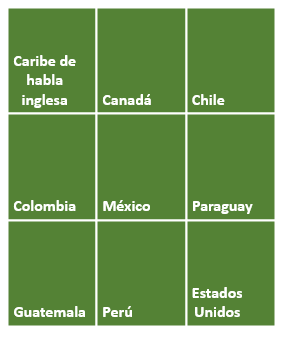 Caribe de
habla
inglesa
Canadá
Chile
Colombia
México
Paraguay
Guatemala
Perú
Estados
Unidos